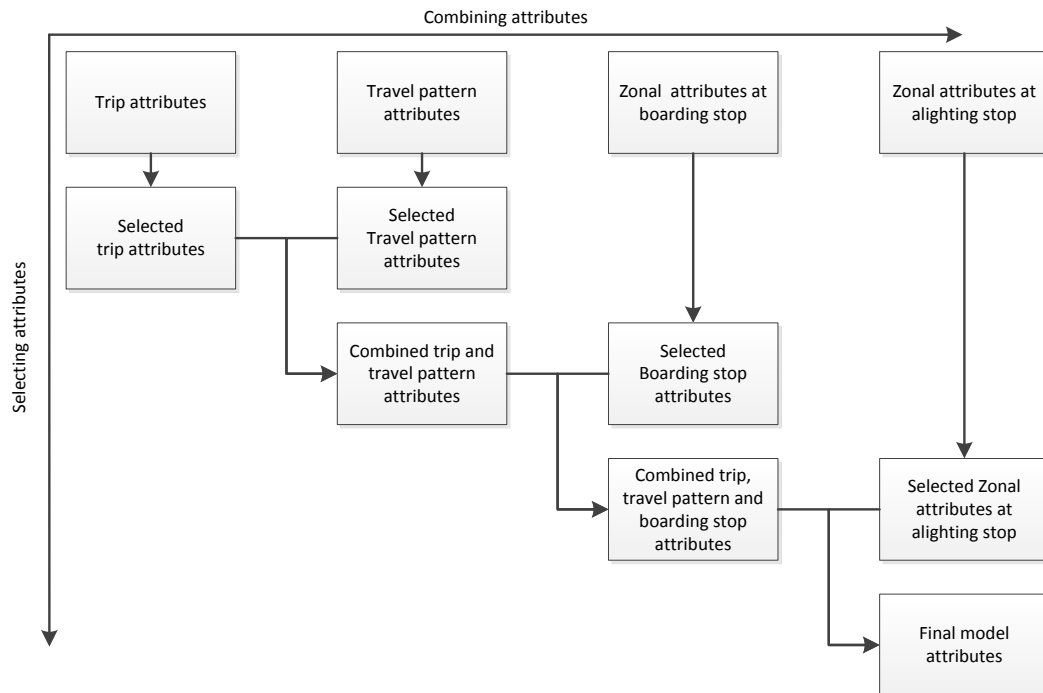 Combining attributes
Selecting attributes
Trip attributes
Travel pattern
attributes
Zonal attributes at
boarding stop
Zonal attributes at
alighting stop
Selected
trip attributes
Selected
Travel pattern
attributes
Combined trip and
travel pattern
attributes
Selected
Boarding stop
attributes
Combined trip,
travel pattern and
boarding stop
attributes
Selected Zonal
attributes at
alighting stop
Final model
attributes